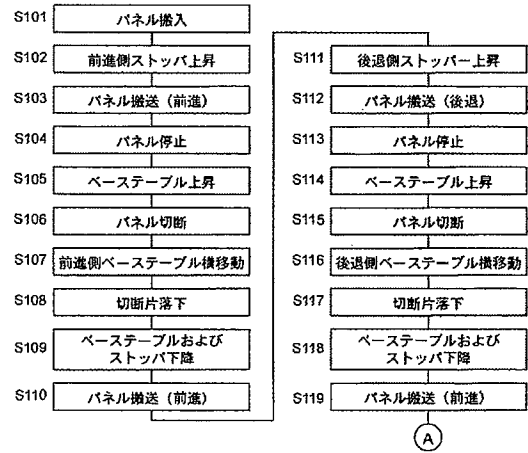 S101 パネル搬入
S102 前進側ストッパ上昇
S103 パネル搬送（前進）
S104 パネル停止
S105 ベーステーブル上昇
S106 パネル切断
S107 前進側ベーステーブル横移動
S108 切断片落下
S109 ベーステーブルおよび
ストッパ下降
S110 パネル搬送（前進）
S111 後退側ストッパー上昇
S112 パネル搬送（後退）
S113 パネル停止
S114 ベーステーブル上昇
S115 パネル切断
S116 後退側ベーステーブル横移動
S117 切断片落下
S118 ベーステーブルおよび
ストッパ下降
S119 パネル搬送（前進）
A